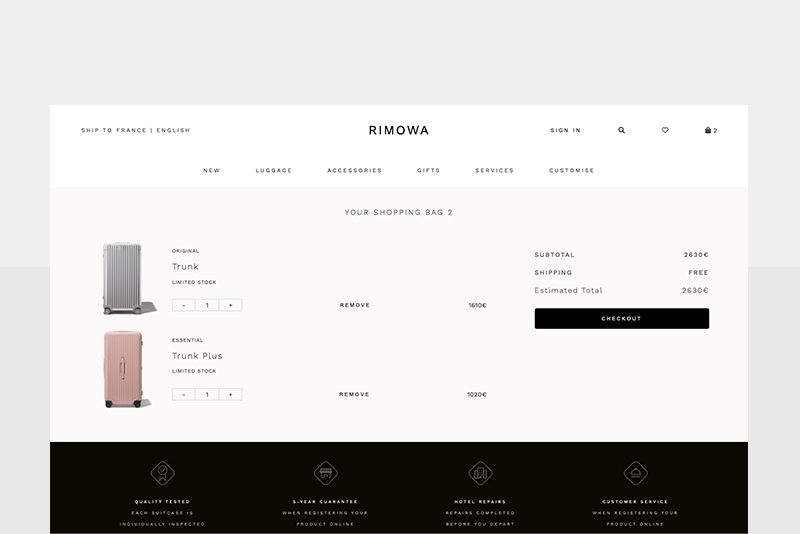 SHIP TO FRANCE | ENGLISH
RIMOWA
SIGN IN
2
NEW LUGGAGE ACCESSORIES GIFTS SERVICES CUSTOMISE
YOUR SHOPPING BAG 2
ORIGINAL
Trunk
LIMITED STOCK
- 1 + REMOVE 1610€
ESSENTIAL
Trunk Plus
LIMITED STOCK
- 1 + REMOVE 1020€
SUBTOTAL 2630€
SHIPPING FREE
Estimated Total 2630€
CHECKOUT
QUALITY TESTED
EACH SUITCASE IS
INDIVIDUALLY INSPECTED
5-YEAR GUARANTEE
WHEN REGISTERING YOUR
PRODUCT ONLINE
HOTEL REPAIRS
REPAIRS COMPLETED
BEFORE YOU DEPART
CUSTOMER SERVICE
WHEN REGISTERING YOUR
PRODUCT ONLINE